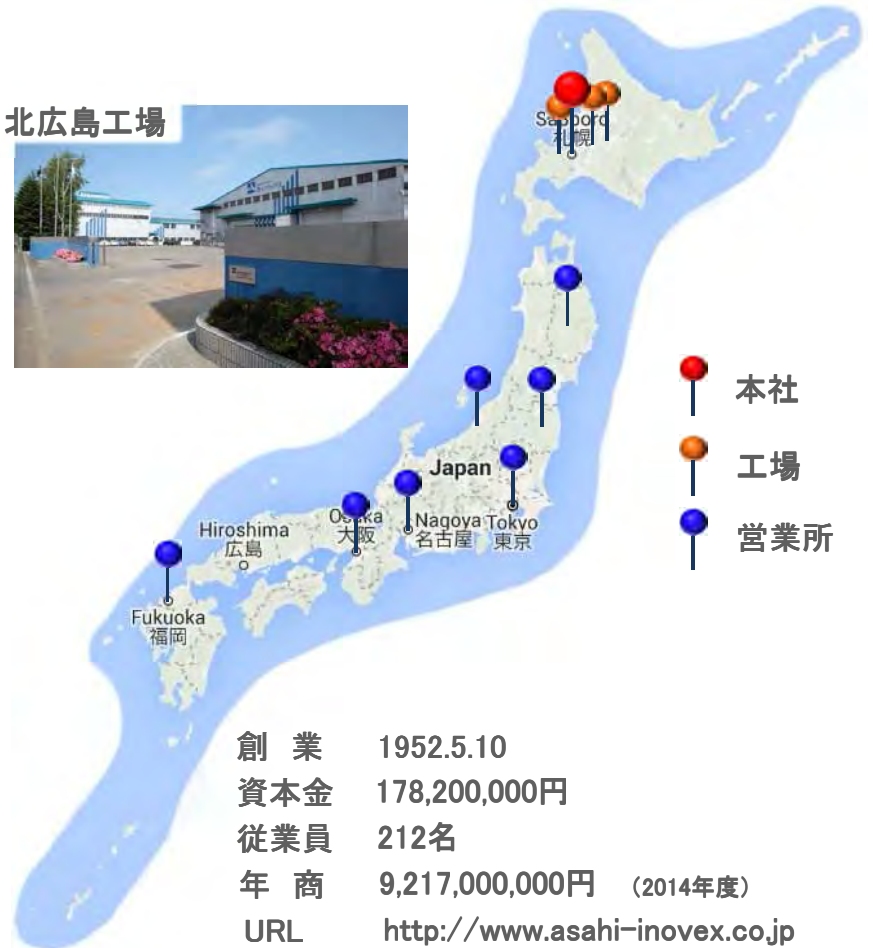 北広島工場
Sapporo
札幌
本社
工場
営業所
Japan
Hiroshima
広島
Osaka
大阪
Nagoya
名古屋
Tokyo
東京
Fukuoka
福岡
創 業 1952.5.10
資本金 178,200,000円
従業員 212名
年 商 9,217,000,000円 （2014年度）
URL http://www.asahi-inovex.co.jp